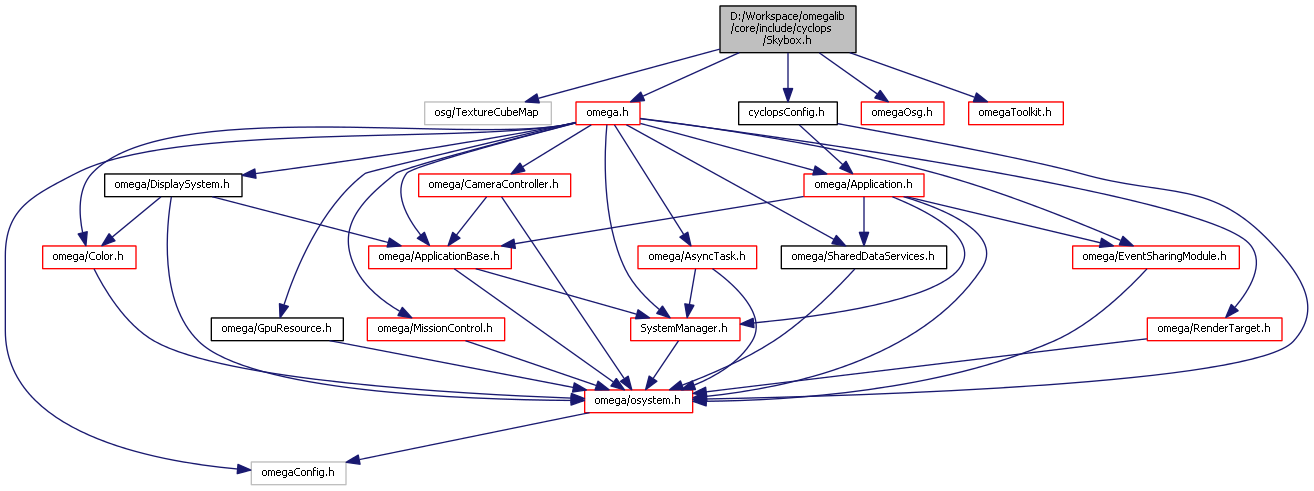 D:/Workspace/omegalib
/core/include/cyclops
/Skybox.h
osg/TextureCubeMap
omega.h
cyclopsConfig.h
omegaOsg.h
omegaToolkit.h
omega/DisplaySystem.h
omega/CameraController.h
omega/Application.h
omega/Color.h
omega/ApplicationBase.h
omega/AsyncTask.h
omega/SharedDataServices.h
omega/EventSharingModule.h
omega/GpuResource.h
omega/MissionControl.h
SystemManager.h
omega/RenderTarget.h
omega/osystem.h
omegaConfig.h